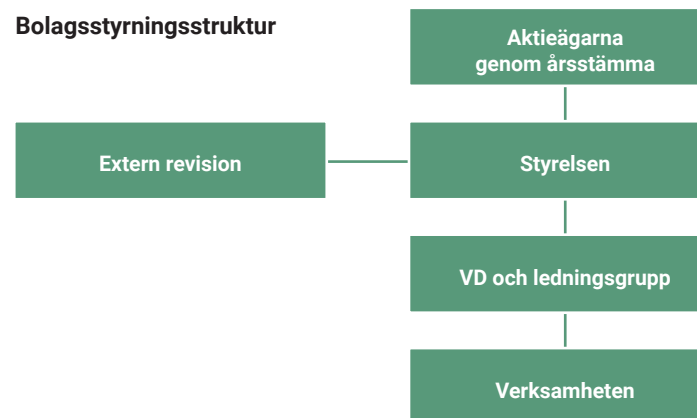 Bolagsstyrningsstruktur
Aktieägarna
genom årsstämma
Extern revision
Styrelsen
VD och ledningsgrupp
Verksamheten